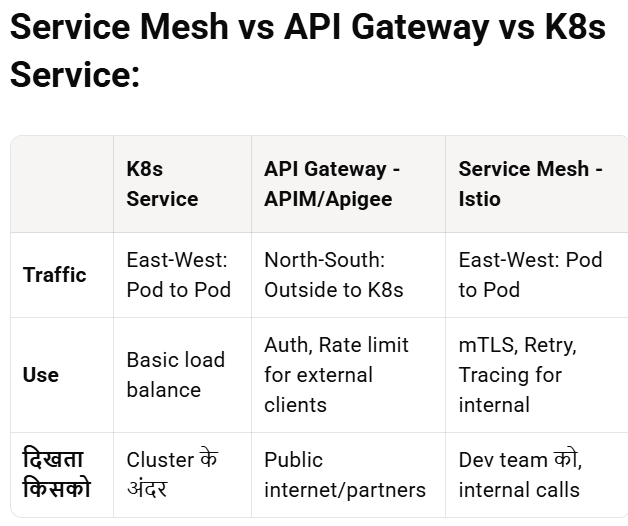 Service Mesh vs API Gateway vs K8s
Service:
K8s
Service
API Gateway -
APIM/Apigee
Service Mesh -
Istio
Traffic
East-West:
Pod to Pod
North-South:
Outside to K8s
East-West: Pod
to Pod
Use
Basic load
balance
Auth, Rate limit
for external
clients
mTLS, Retry,
Tracing for
internal
दिखता
किसको
Cluster के
अंदर
Public
internet/partners
Dev team को,
internal calls